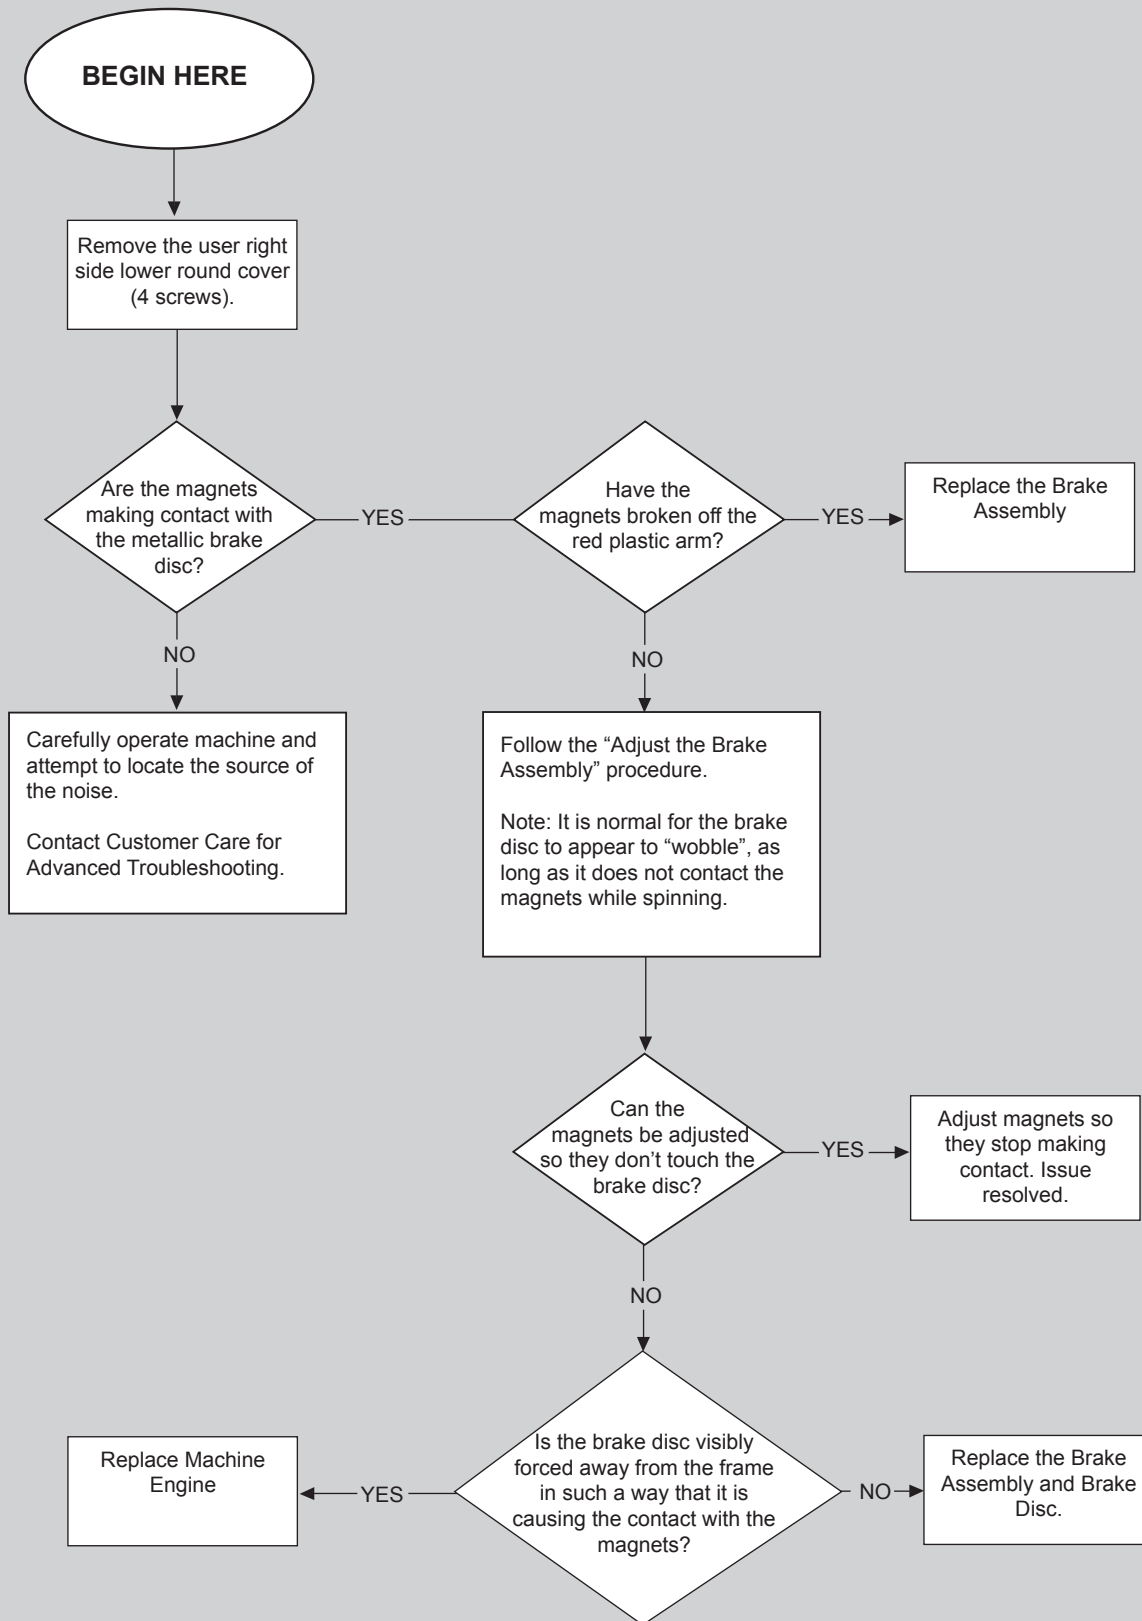 BEGIN HERE
Remove the user right
side lower round cover
(4 screws).
Are the magnets
making contact with
the metallic brake
disc?
YES
Have the
magnets broken off the
red plastic arm?
YES
Replace the Brake
Assembly
NO
NO
Carefully operate machine and
attempt to locate the source of
the noise.
Contact Customer Care for
Advanced Troubleshooting.
Follow the “Adjust the Brake
Assembly” procedure.
Note: It is normal for the brake
disc to appear to “wobble”, as
long as it does not contact the
magnets while spinning.
Can the
magnets be adjusted
so they don’t touch the
brake disc?
YES
Adjust magnets so
they stop making
contact. Issue
resolved.
NO
Is the brake disc visibly
forced away from the frame
in such a way that it is
causing the contact with the
magnets?
YES
Replace Machine
Engine
NO
Replace the Brake
Assembly and Brake
Disc.